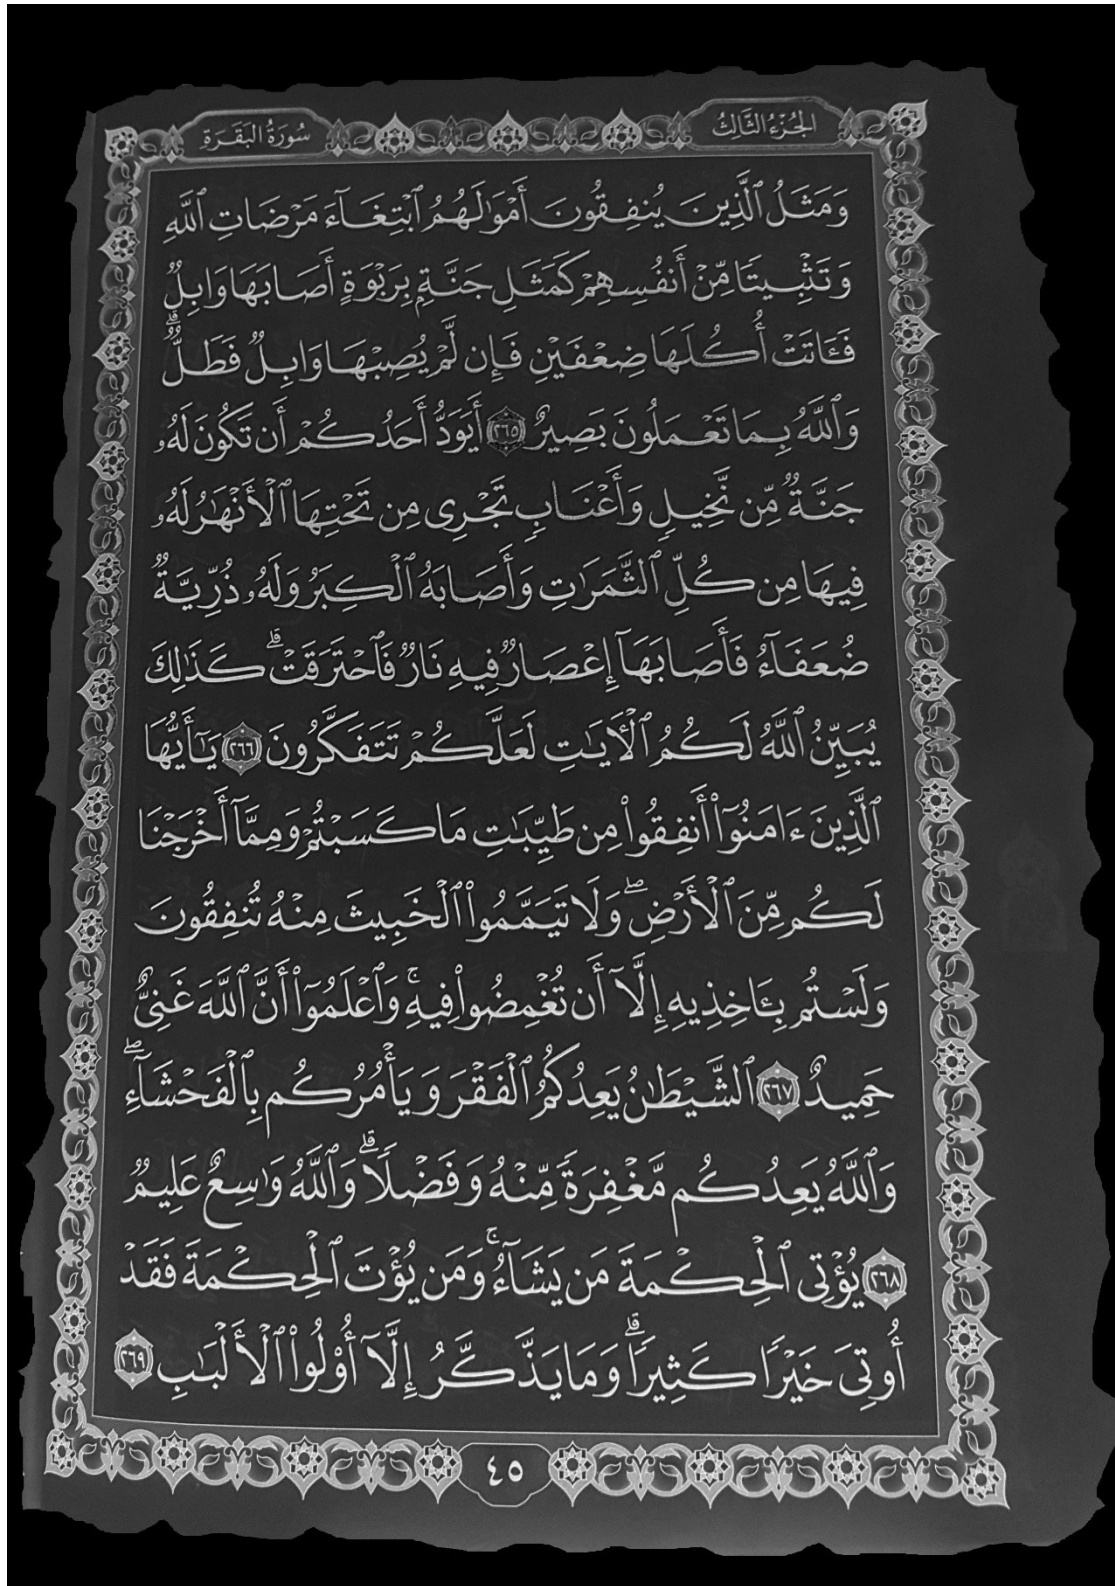 الجُزْءُ الثَّالِثُ
سُورَةُ البَقَرَةِ
وَمَثَلُ ٱلَّذِينَ يُنفِقُونَ أَمْوَٰلَهُمُ ٱبْتِغَآءَ مَرْضَاتِ ٱللَّهِ
وَتَثْبِيتًا مِّنْ أَنفُسِهِمْ كَمَثَلِ جَنَّةٍۭ بِرَبْوَةٍ أَصَابَهَا وَابِلٌ
فَـَٔاتَتْ أُكُلَهَا ضِعْفَيْنِ فَإِن لَّمْ يُصِبْهَا وَابِلٌ فَطَلٌّ ۗ
وَٱللَّهُ بِمَا تَعْمَلُونَ بَصِيرٌ ٢٦٥ أَيَوَدُّ أَحَدُكُمْ أَن تَكُونَ لَهُۥ
جَنَّةٌ مِّن نَّخِيلٍ وَأَعْنَابٍ تَجْرِى مِن تَحْتِهَا ٱلْأَنْهَٰرُ لَهُۥ
فِيهَا مِن كُلِّ ٱلثَّمَرَٰتِ وَأَصَابَهُ ٱلْكِبَرُ وَلَهُۥ ذُرِّيَّةٌ
ضُعَفَآءُ فَأَصَابَهَآ إِعْصَارٌ فِيهِ نَارٌ فَٱحْتَرَقَتْ ۗ كَذَٰلِكَ
يُبَيِّنُ ٱللَّهُ لَكُمُ ٱلْـَٔايَٰتِ لَعَلَّكُمْ تَتَفَكَّرُونَ ٢٦٦ يَٰٓأَيُّهَا
ٱلَّذِينَ ءَامَنُوٓا۟ أَنفِقُوا۟ مِن طَيِّبَٰتِ مَا كَسَبْتُمْ وَمِمَّآ أَخْرَجْنَا
لَكُم مِّنَ ٱلْأَرْضِ ۖ وَلَا تَيَمَّمُوا۟ ٱلْخَبِيثَ مِنْهُ تُنفِقُونَ
وَلَسْتُم بِـَٔاخِذِيهِ إِلَّآ أَن تُغْمِضُوا۟ فِيهِ ۚ وَٱعْلَمُوٓا۟ أَنَّ ٱللَّهَ غَنِىٌّ
حَمِيدٌ ٢٦٧ ٱلشَّيْطَٰنُ يَعِدُكُمُ ٱلْفَقْرَ وَيَأْمُرُكُم بِٱلْفَحْشَآءِ ۖ
وَٱللَّهُ يَعِدُكُم مَّغْفِرَةً مِّنْهُ وَفَضْلًا ۗ وَٱللَّهُ وَٰسِعٌ عَلِيمٌ
٢٦٨ يُؤْتِى ٱلْحِكْمَةَ مَن يَشَآءُ ۚ وَمَن يُؤْتَ ٱلْحِكْمَةَ فَقَدْ
أُوتِىَ خَيْرًا كَثِيرًا ۗ وَمَا يَذَّكَّرُ إِلَّآ أُو۟لُوا۟ ٱلْأَلْبَٰبِ ٢٦٩
٤٥